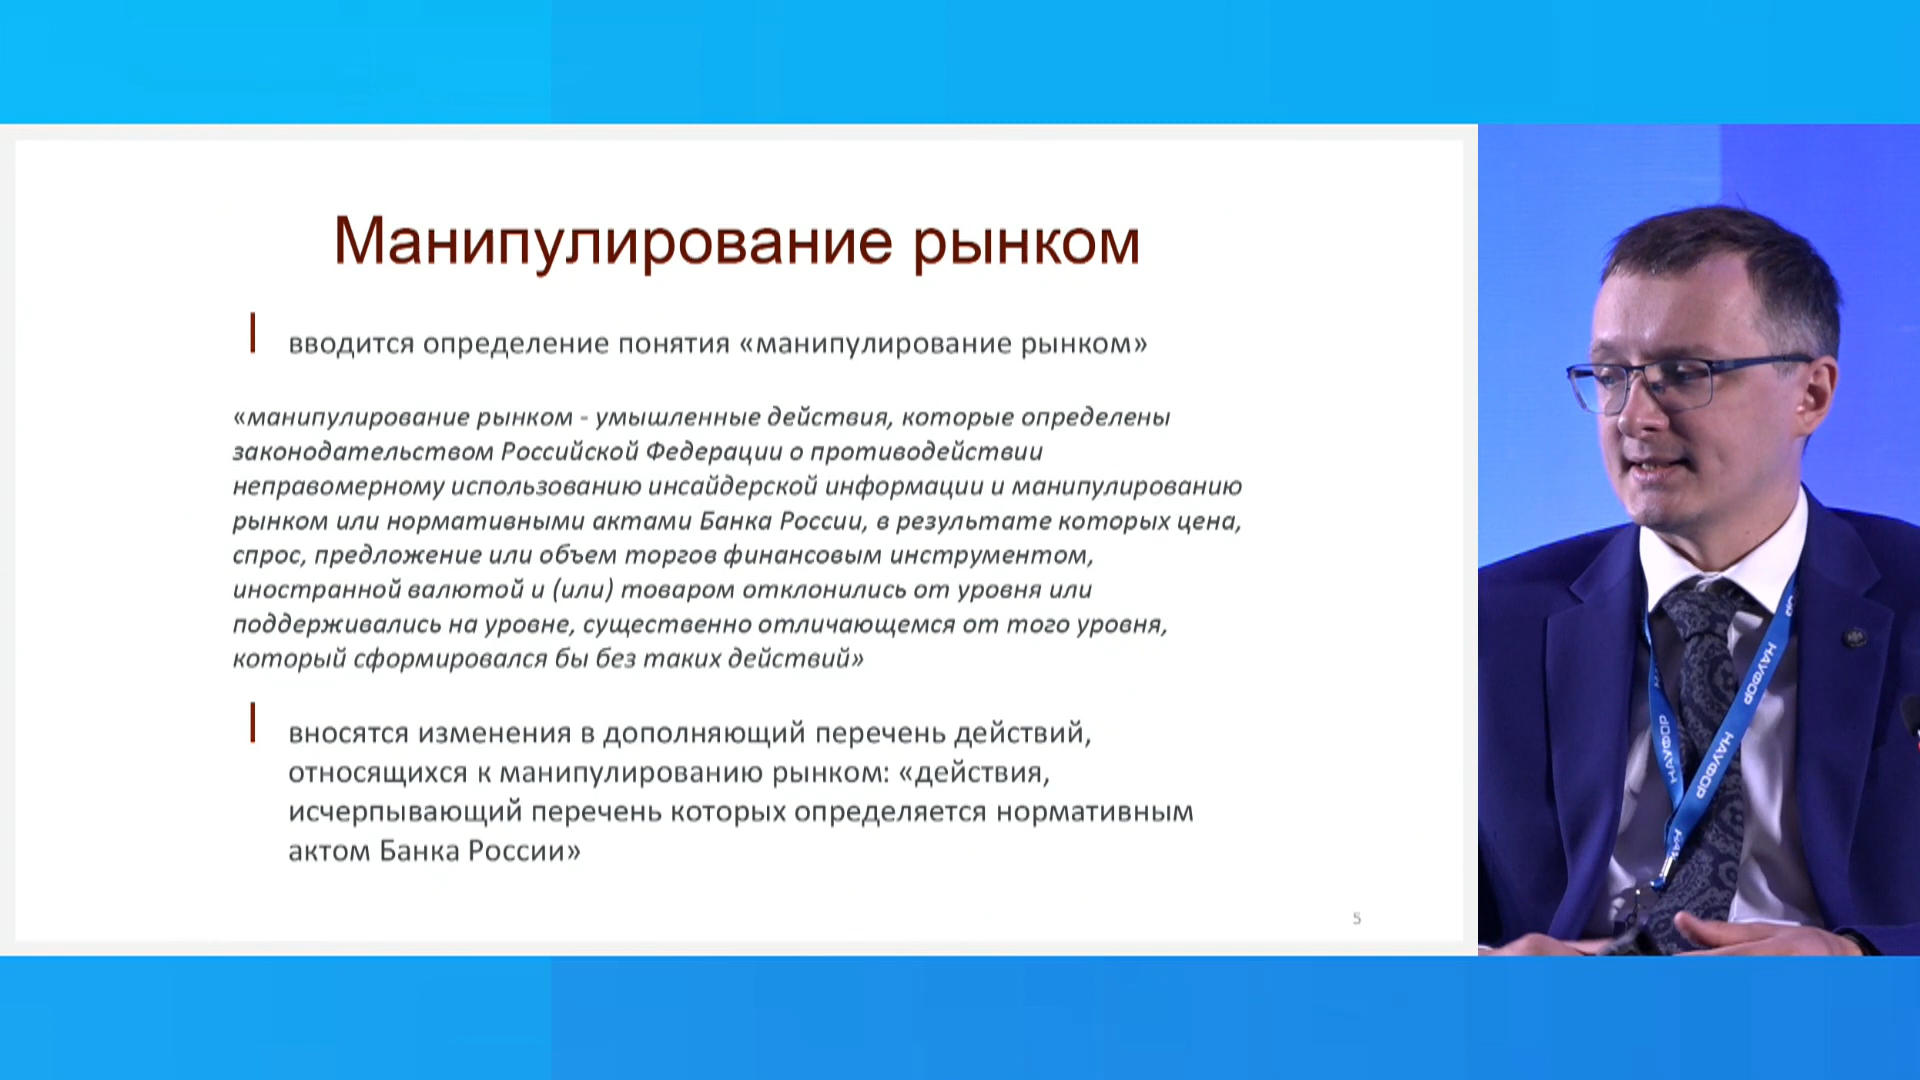 Манипулирование рынком
вводится определение понятия «манипулирование рынком»
«манипулирование рынком - умышленные действия, которые определены
законодательством Российской Федерации о противодействии
неправомерному использованию инсайдерской информации и манипулированию
рынком или нормативными актами Банка России, в результате которых цена,
спрос, предложение или объем торгов финансовым инструментом,
иностранной валютой и (или) товаром отклонились от уровня или
поддерживались на уровне, существенно отличающемся от того уровня,
который сформировался бы без таких действий»
вносятся изменения в дополняющий перечень действий,
относящихся к манипулированию рынком: «действия,
исчерпывающий перечень которых определяется нормативным
актом Банка России»
5
НАУФОР
НАУФОР
НАУФОР